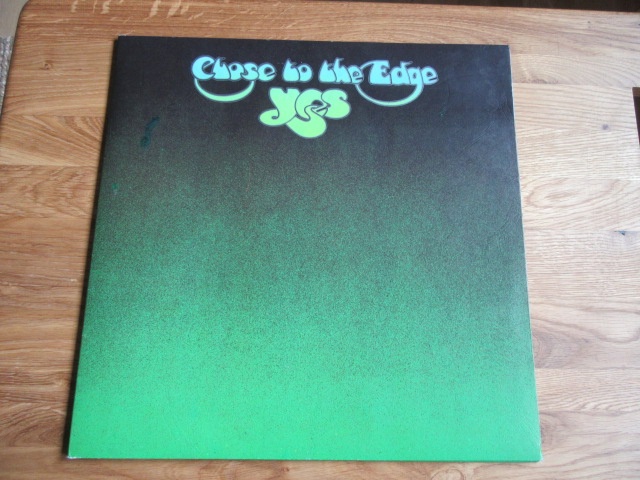 Close to the Edge
Yes